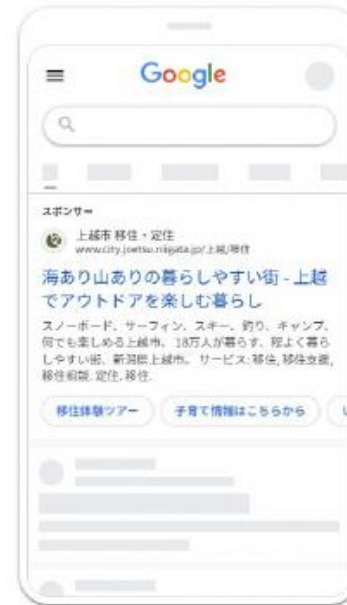 Google
スポンサー
上越市 移住・定住
www.city.joetsu.niigata.jp/上越/移住
海あり山ありの暮らしやすい街 - 上越
でアウトドアを楽しむ暮らし
スノーボード、サーフィン、スキー、釣り、キャンプ、
何でも楽しめる上越市。 18万人が暮らす、程よく暮ら
しやすい街、新潟県上越市。 サービス: 移住, 移住支援,
移住相談, 定住, 移住.
移住体験ツアー
子育て情報はこちらから
い